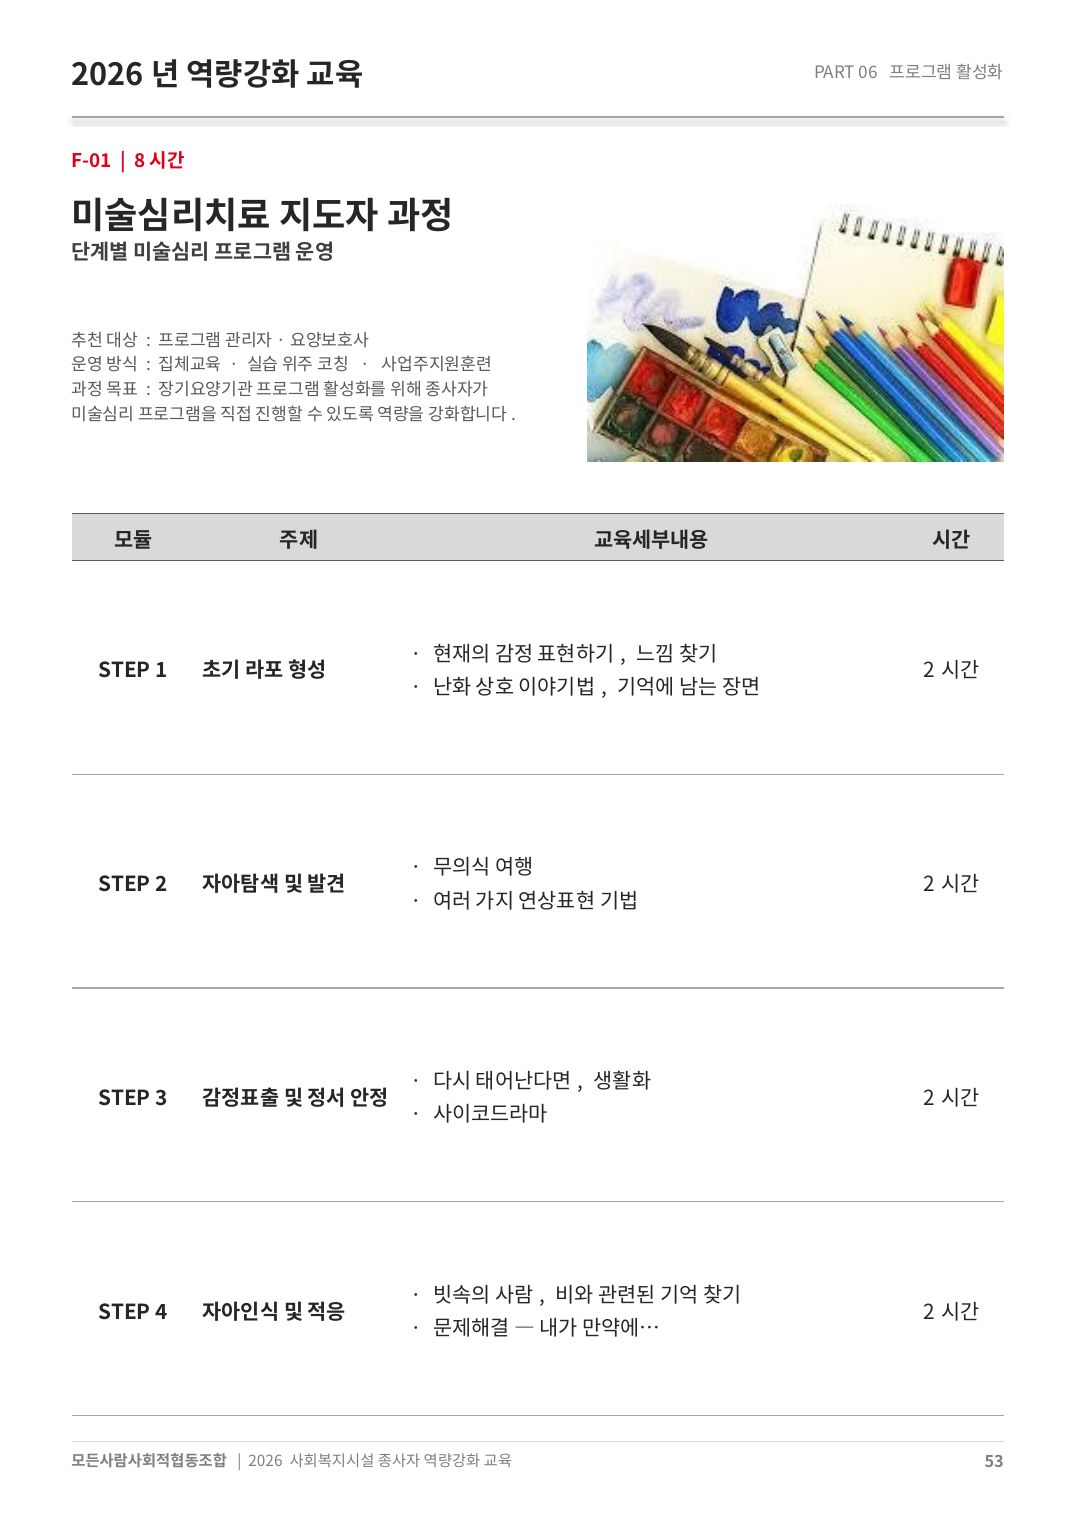 2026 년 역량강화 교육
PART 06 프로그램 활성화
F-01 | 8 시간
미술심리치료 지도자 과정
단계별 미술심리 프로그램 운영
추천 대상 : 프로그램 관리자 · 요양보호사
운영 방식 : 집체교육 · 실습 위주 코칭 · 사업주지원훈련
과정 목표 : 장기요양기관 프로그램 활성화를 위해 종사자가
미술심리 프로그램을 직접 진행할 수 있도록 역량을 강화합니다 .
모듈 주제 교육세부내용 시간
STEP 1 초기 라포 형성
· 현재의 감정 표현하기 , 느낌 찾기
· 난화 상호 이야기법 , 기억에 남는 장면
2 시간
STEP 2 자아탐색 및 발견
· 무의식 여행
· 여러 가지 연상표현 기법
2 시간
STEP 3 감정표출 및 정서 안정
· 다시 태어난다면 , 생활화
· 사이코드라마
2 시간
STEP 4 자아인식 및 적응
· 빗속의 사람 , 비와 관련된 기억 찾기
· 문제해결 — 내가 만약에…
2 시간
모든사람사회적협동조합 | 2026 사회복지시설 종사자 역량강화 교육
53